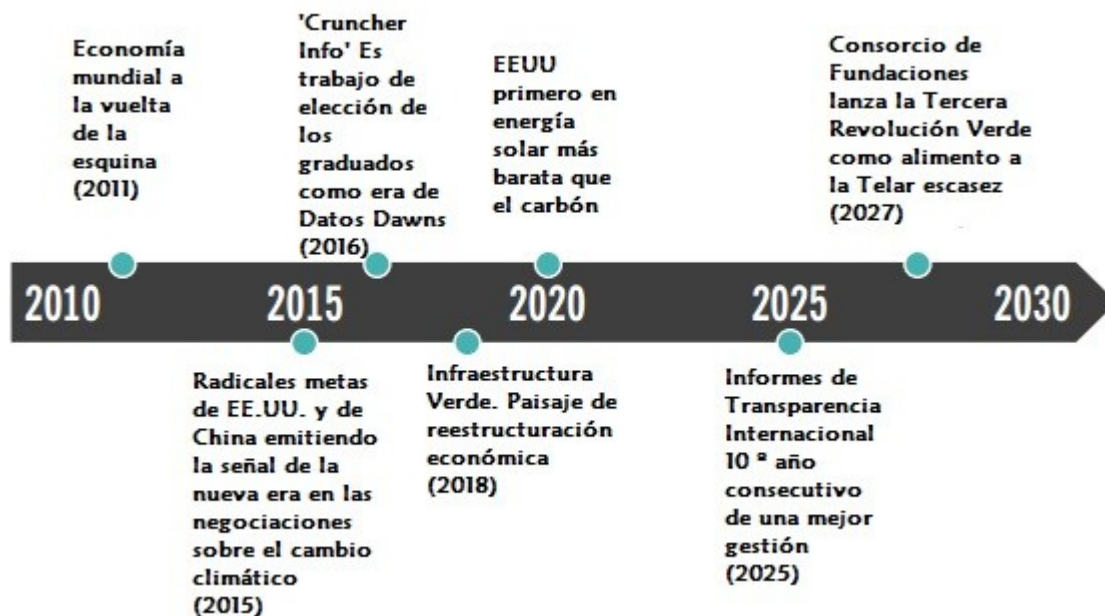 Economía
mundial a
la vuelta
de la
esquina
(2011)
'Cruncher
Info' Es
trabajo de
elección de
los
graduados
como era de
Datos Dawns
(2016)
EEUU
primero en
energía
solar más
barata que
el carbón
Consorcio de
Fundaciones
lanza la Tercera
Revolución Verde
como alimento a
la Telar escasez
(2027)
2010 2015 2020 2025 2030
Radicales metas
de EE.UU. y de
China emitiendo
la señal de la
nueva era en las
negociaciones
sobre el cambio
climático
(2015)
Infraestructura
Verde. Paisaje de
reestructuración
económica
(2018)
Informes de
Transparencia
Internacional
10 º año
consecutivo
de una mejor
gestión
(2025)